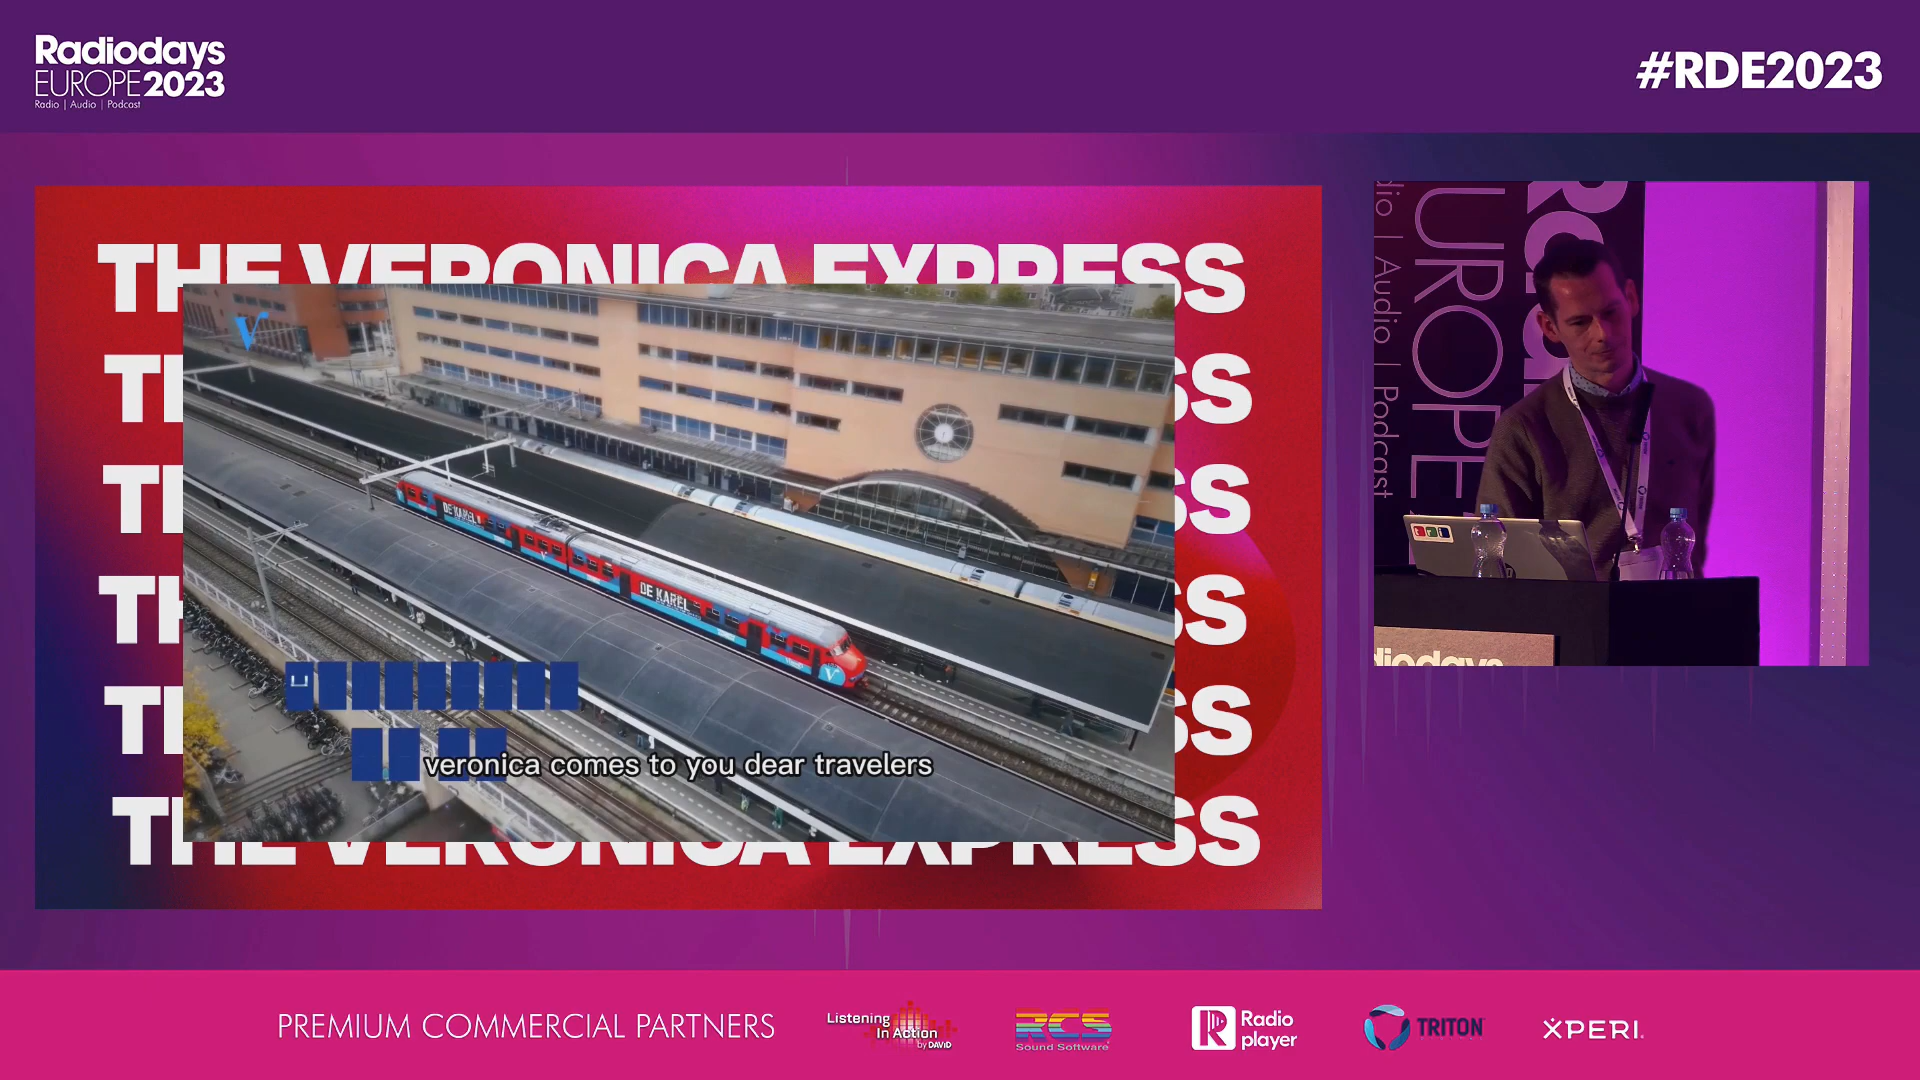 Radiodays
EUROPE 2023
Radio | Audio | Podcast
#RDE2023
THE VERONICA EXPRESS
DE KAREL
DE KAREL
V
V
veronica comes to you dear travelers
THE VERONICA EXPRESS
EUROPE
dio | Audio | Podcast
PREMIUM COMMERCIAL PARTNERS
Listening
In Action
by DAVID
RCS
Sound Software
Radio
player
TRITON
XPERI.